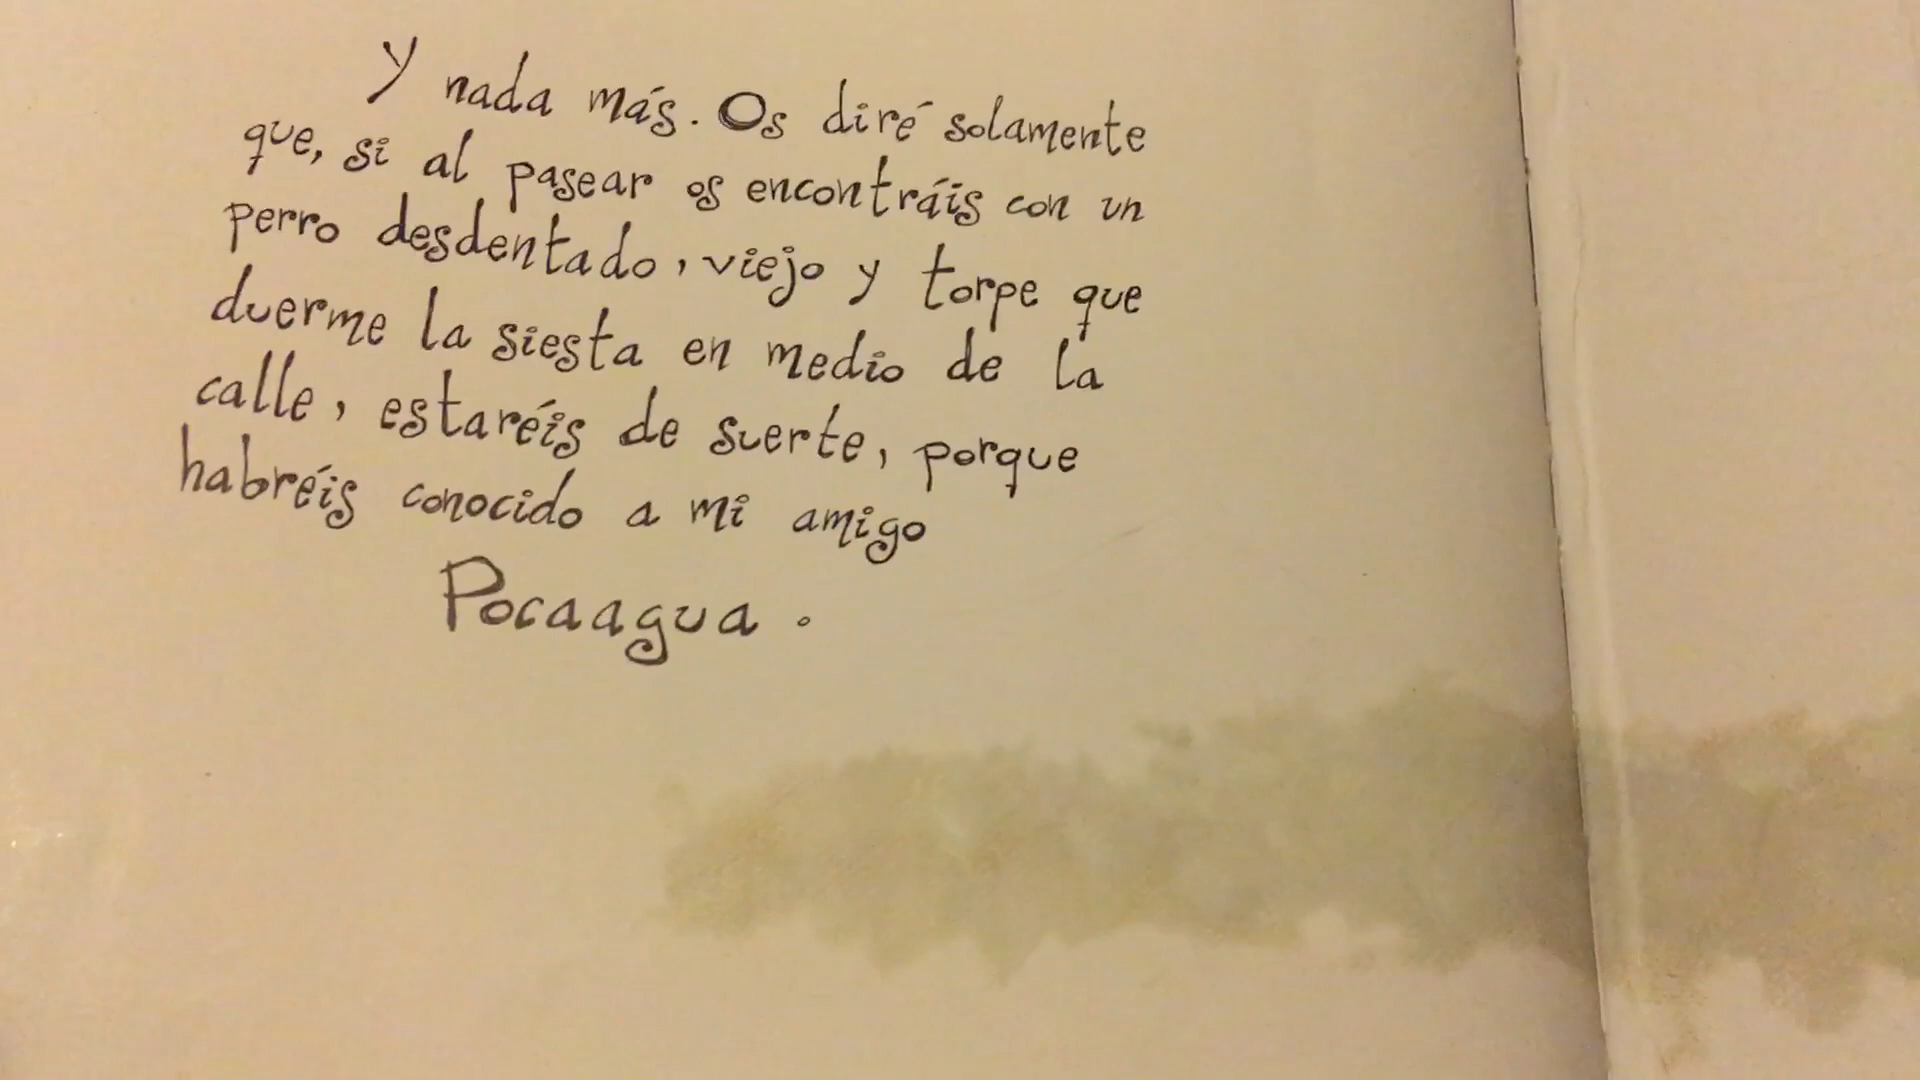 Y nada más. Os diré solamente
que, si al pasear os encontráis con un
perro desdentado, viejo y torpe que
duerme la siesta en medio de la
calle, estaréis de suerte, porque
habréis conocido a mi amigo
Pocaagua.